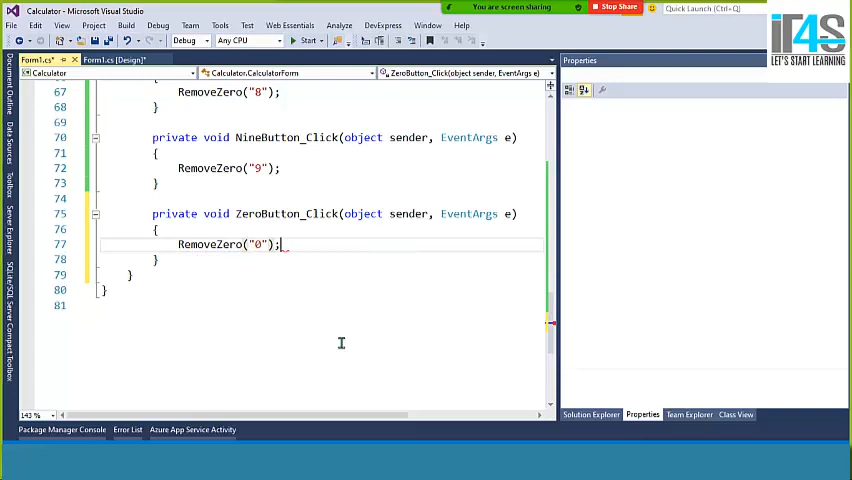 Calculator - Microsoft Visual Studio
You are screen sharing
Stop Share
Quick Launch (Ctrl+Q)
File Edit View Project Build Debug Team Tools Test Web Essentials Analyze DevExpress Window Help
Debug Any CPU Start
IT4S
LET'S START LEARNING
Form1.cs* Form1.cs [Design]*
Calculator Calculator.CalculatorForm ZeroButton_Click(object sender, EventArgs e)
Properties
Document Outline
Data Sources
Toolbox
Server Explorer
SQLite/SQL Server Compact Toolbox
67 RemoveZero("8");
68 }
69
70 private void NineButton_Click(object sender, EventArgs e)
71 {
72 RemoveZero("9");
73 }
74
75 private void ZeroButton_Click(object sender, EventArgs e)
76 {
77 RemoveZero("0");
78 }
79 }
80 }
81
143 %
Solution Explorer Properties Team Explorer Class View
Package Manager Console Error List Azure App Service Activity